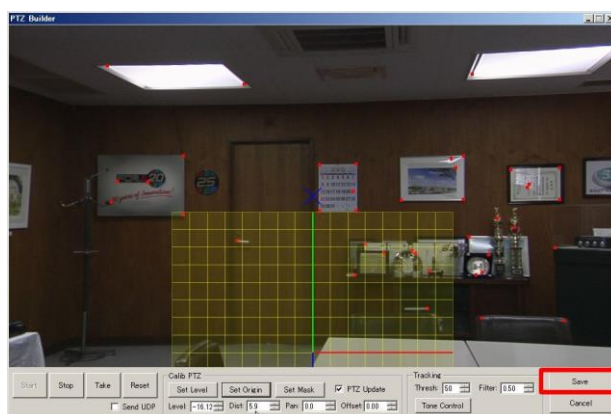 PTZ Builder
20
25
Calib PTZ
Tracking
Start
Stop
Take
Reset
Set Level
Set Origin
Set Mask
PTZ Update
Thresh: 50
Filter: 0.50
Save
Send UDP
Level: -16.12
Dist: 5.9
Pan: 0.0
Offset: 0.00
Tone Control
Cancel